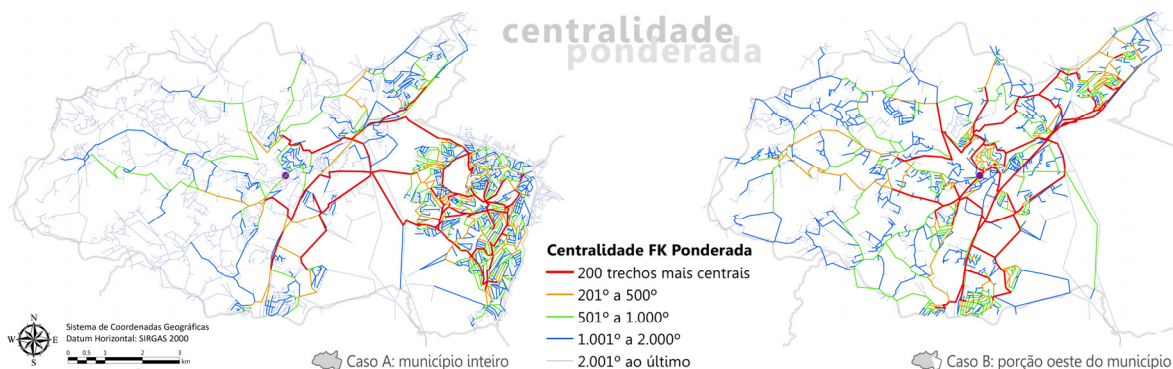 centralidade
ponderada
Centralidade FK Ponderada
200 trechos mais centrais
201º a 500º
501º a 1.000º
1.001º a 2.000º
2.001º ao último
N
W E
S
Sistema de Coordenadas Geográficas
Datum Horizontal: SIRGAS 2000
0 0,5 1 2 3
km
Caso A: município inteiro
Caso B: porção oeste do município